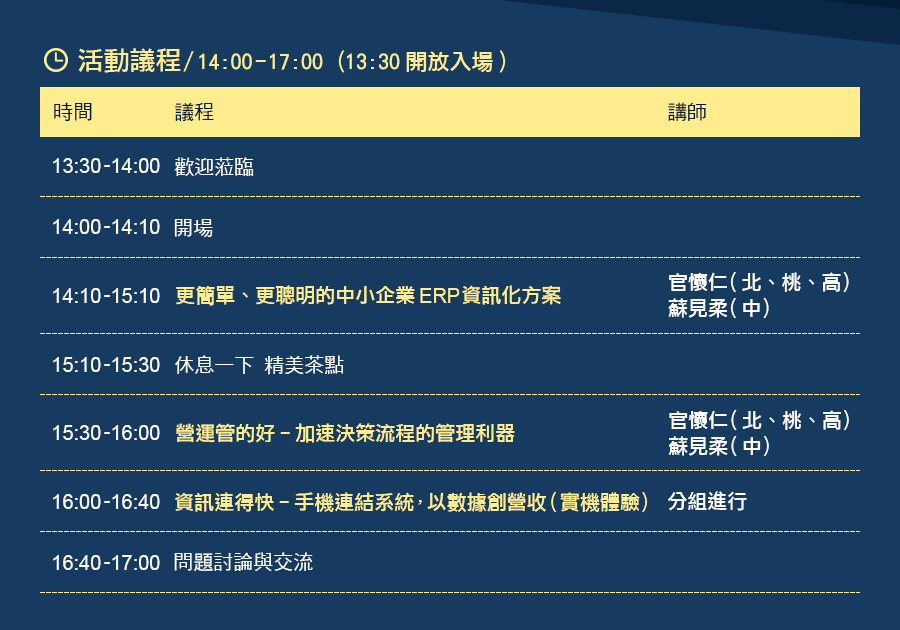 活動議程/14:00-17:00 (13:30 開放入場)
時間 議程 講師
13:30-14:00 歡迎蒞臨
14:00-14:10 開場
14:10-15:10 更簡單、更聰明的中小企業ERP資訊化方案 官懷仁(北、桃、高)
蘇見柔(中)
15:10-15:30 休息一下 精美茶點
15:30-16:00 營運管的好-加速決策流程的管理利器 官懷仁(北、桃、高)
蘇見柔(中)
16:00-16:40 資訊連得快-手機連結系統，以數據創營收(實機體驗) 分組進行
16:40-17:00 問題討論與交流